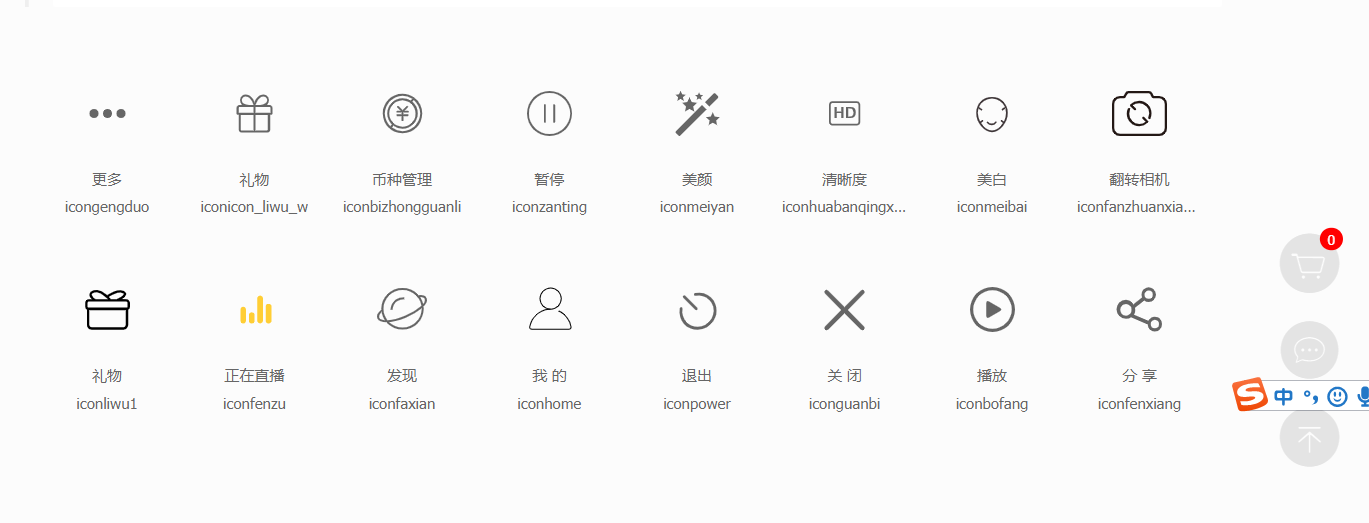 HD
更多 礼物 币种管理 暂停 美颜 清晰度 美白 翻转相机
icongengduo iconicon_liwu_w iconbizhongguanli iconzanting iconmeiyan iconhuabanqingx... iconmeibai iconfanzhuanxia...
0
礼物 正在直播 发现 我 的 退出 关 闭 播放 分 享
iconliwu1 iconfenzu iconfaxian iconhome iconpower iconguanbi iconbofang iconfenxiang
S 中 °,